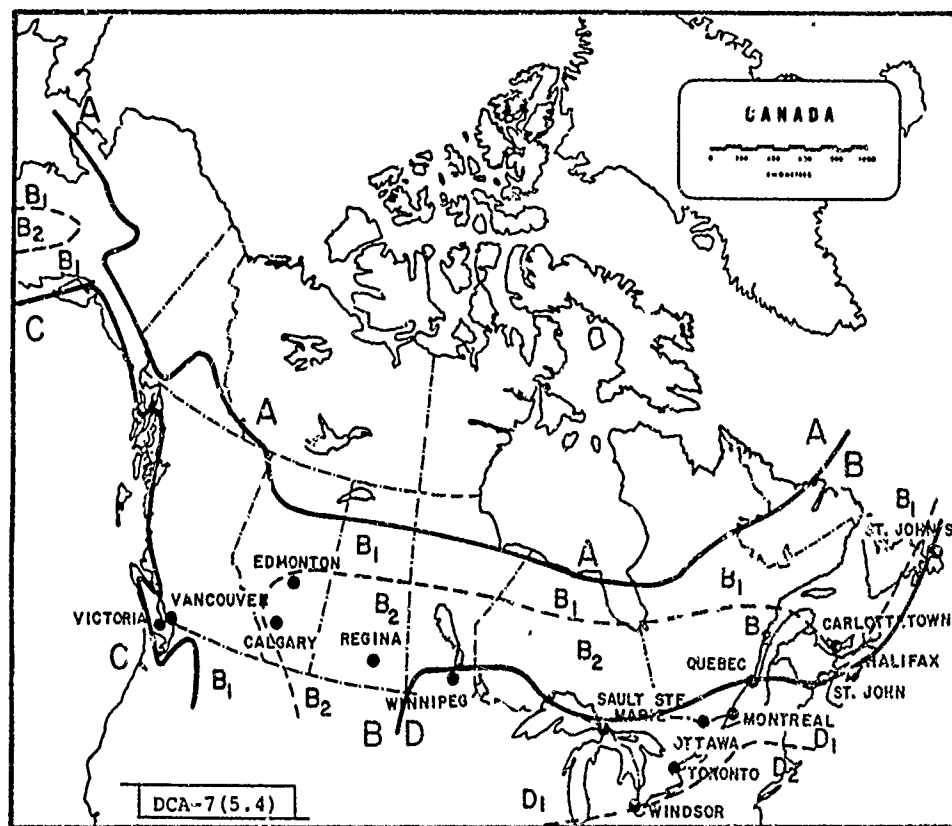 CANADA
A
B1
B2
B1
C
A
A
B
B1
ST. JOHN'S
B1
A
B1
B1
EDMONTON
B2
VANCOUVER
VICTORIA
CALGARY
REGINA
B2
B
CARLOTTETOWN
HALIFAX
QUEBEC
C
B1
B2
WINNIPEG
SAULT STE
MARIE
ST. JOHN
MONTREAL
B D
OTTAWA
D1
TORONTO
D2
DCA-7(5.4)
D1
WINDSOR